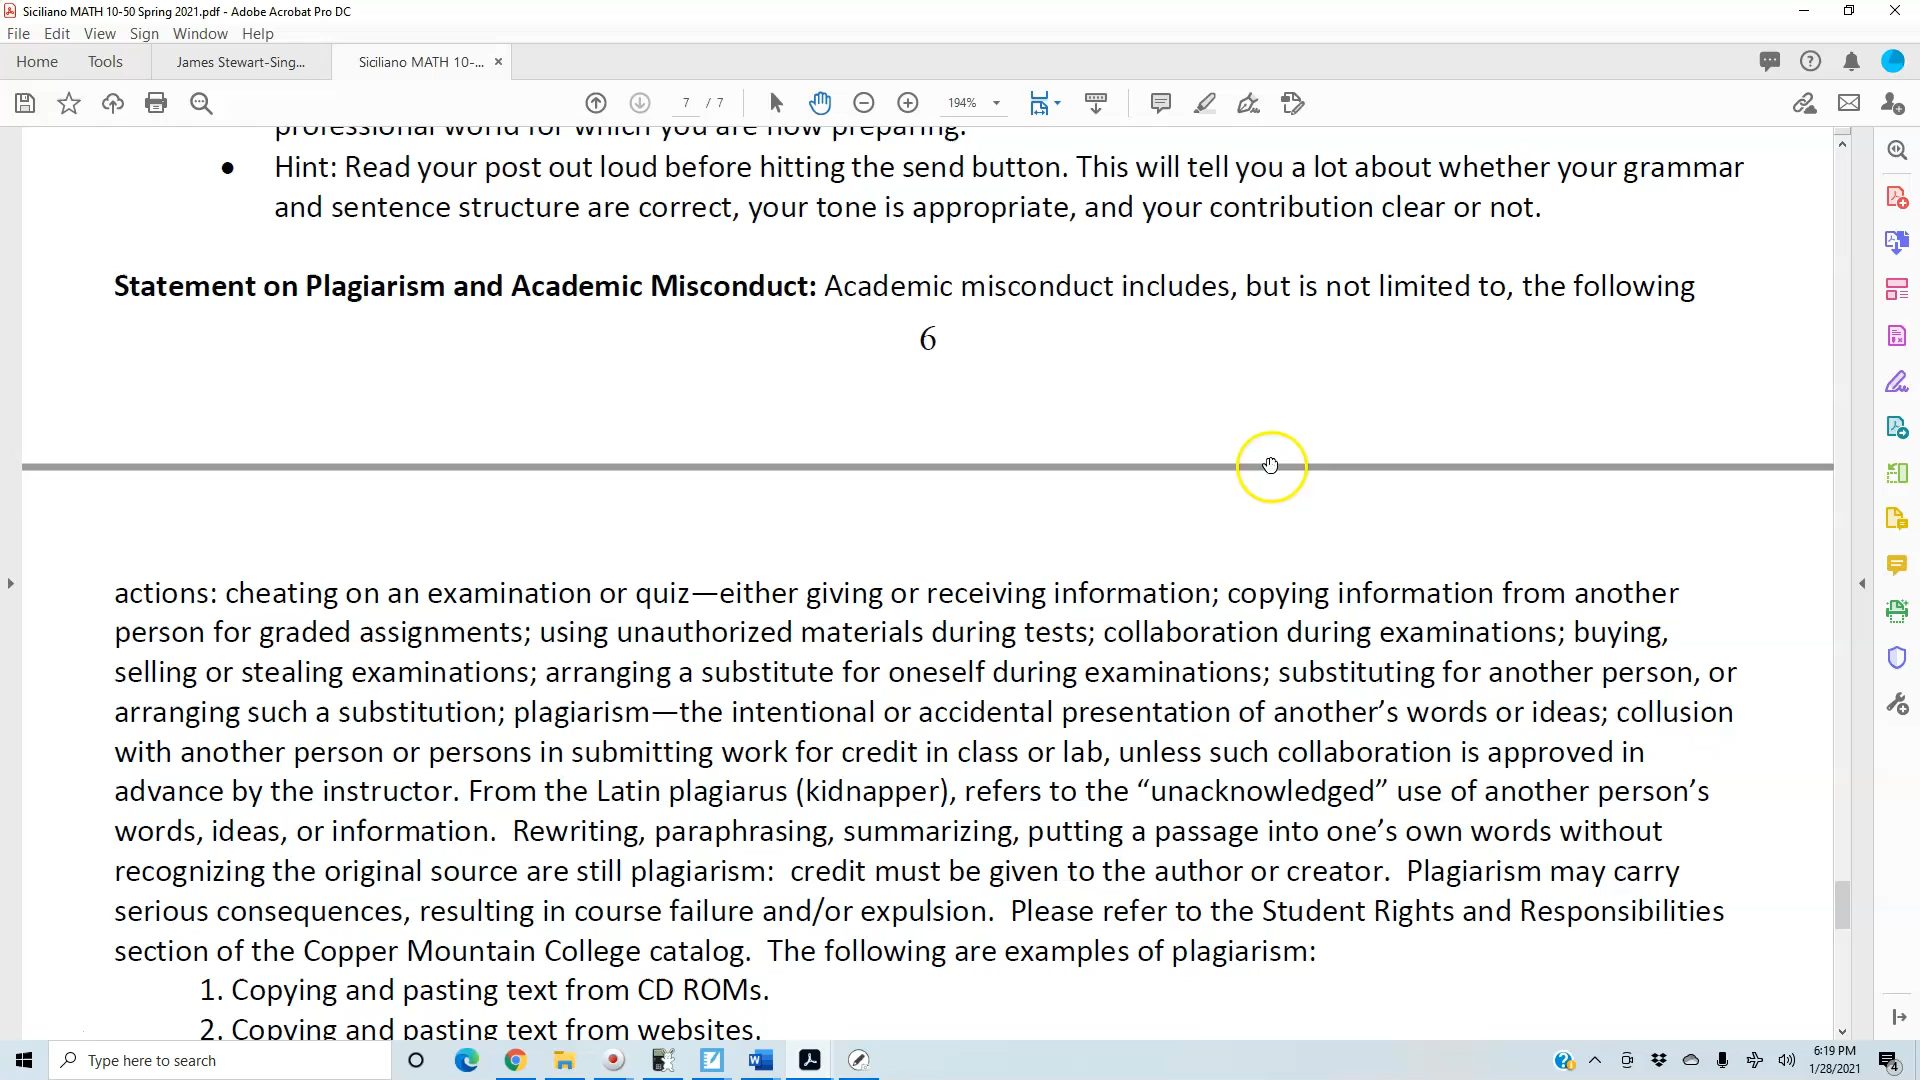 Siciliano MATH 10-50 Spring 2021.pdf - Adobe Acrobat Pro DC
File Edit View Sign Window Help
Home Tools James Stewart-Sing... Siciliano MATH 10-... ×
7 / 7 194%
professional world for which you are now preparing.
• Hint: Read your post out loud before hitting the send button. This will tell you a lot about whether your grammar
and sentence structure are correct, your tone is appropriate, and your contribution clear or not.
Statement on Plagiarism and Academic Misconduct: Academic misconduct includes, but is not limited to, the following
6
actions: cheating on an examination or quiz—either giving or receiving information; copying information from another
person for graded assignments; using unauthorized materials during tests; collaboration during examinations; buying,
selling or stealing examinations; arranging a substitute for oneself during examinations; substituting for another person, or
arranging such a substitution; plagiarism—the intentional or accidental presentation of another’s words or ideas; collusion
with another person or persons in submitting work for credit in class or lab, unless such collaboration is approved in
advance by the instructor. From the Latin plagiarus (kidnapper), refers to the “unacknowledged” use of another person’s
words, ideas, or information.  Rewriting, paraphrasing, summarizing, putting a passage into one’s own words without
recognizing the original source are still plagiarism:  credit must be given to the author or creator.  Plagiarism may carry
serious consequences, resulting in course failure and/or expulsion.  Please refer to the Student Rights and Responsibilities
section of the Copper Mountain College catalog.  The following are examples of plagiarism:
1. Copying and pasting text from CD ROMs.
2. Copying and pasting text from websites.
Type here to search
6:19 PM
1/28/2021
4